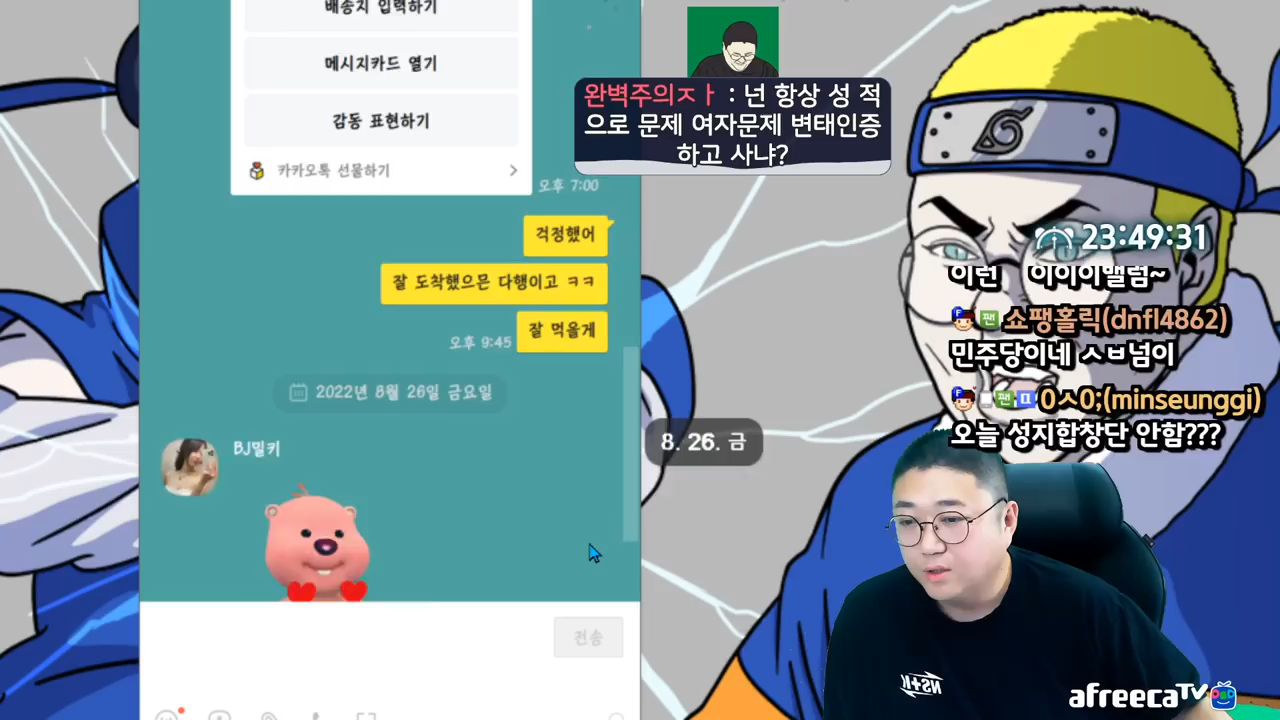 배송지 입력하기
메시지카드 열기
감동 표현하기
카카오톡 선물하기
오후 7:00
걱정했어
잘 도착했으믄 다행이고 ㅋㅋ
잘 먹을게
오후 9:45
2022년 8월 26일 금요일
BJ밀키
전송
8. 26. 금
완벽주의ㅈㅏ : 넌 항상 성 적
으로 문제 여자문제 변태인증
하고 사냐?
23:49:31
이런 이이이밸럼~
쇼팽홀릭(dnfl4862)
민주당이네 ㅅㅂ넘이
0ㅅ0;(minseunggi)
오늘 성지합창단 안함???
afreecaTV